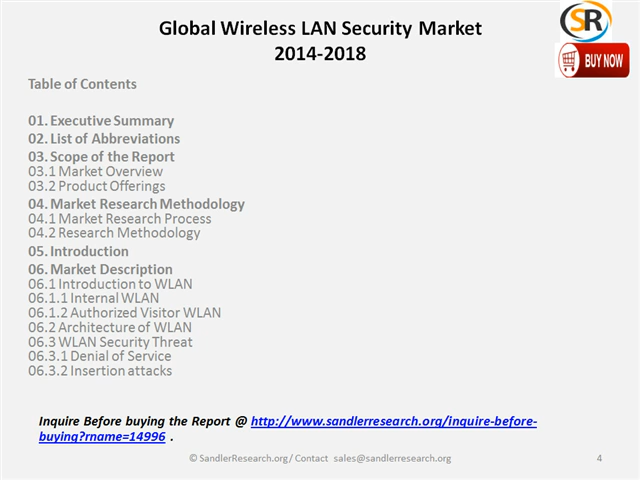 Global Wireless LAN Security Market
2014-2018
SR
BUY NOW
Table of Contents
01. Executive Summary
02. List of Abbreviations
03. Scope of the Report
03.1 Market Overview
03.2 Product Offerings
04. Market Research Methodology
04.1 Market Research Process
04.2 Research Methodology
05. Introduction
06. Market Description
06.1 Introduction to WLAN
06.1.1 Internal WLAN
06.1.2 Authorized Visitor WLAN
06.2 Architecture of WLAN
06.3 WLAN Security Threat
06.3.1 Denial of Service
06.3.2 Insertion attacks
Inquire Before buying the Report @ http://www.sandlerresearch.org/inquire-before-
buying?rname=14996 .
© SandlerResearch.org/ Contact sales@sandlerresearch.org
4